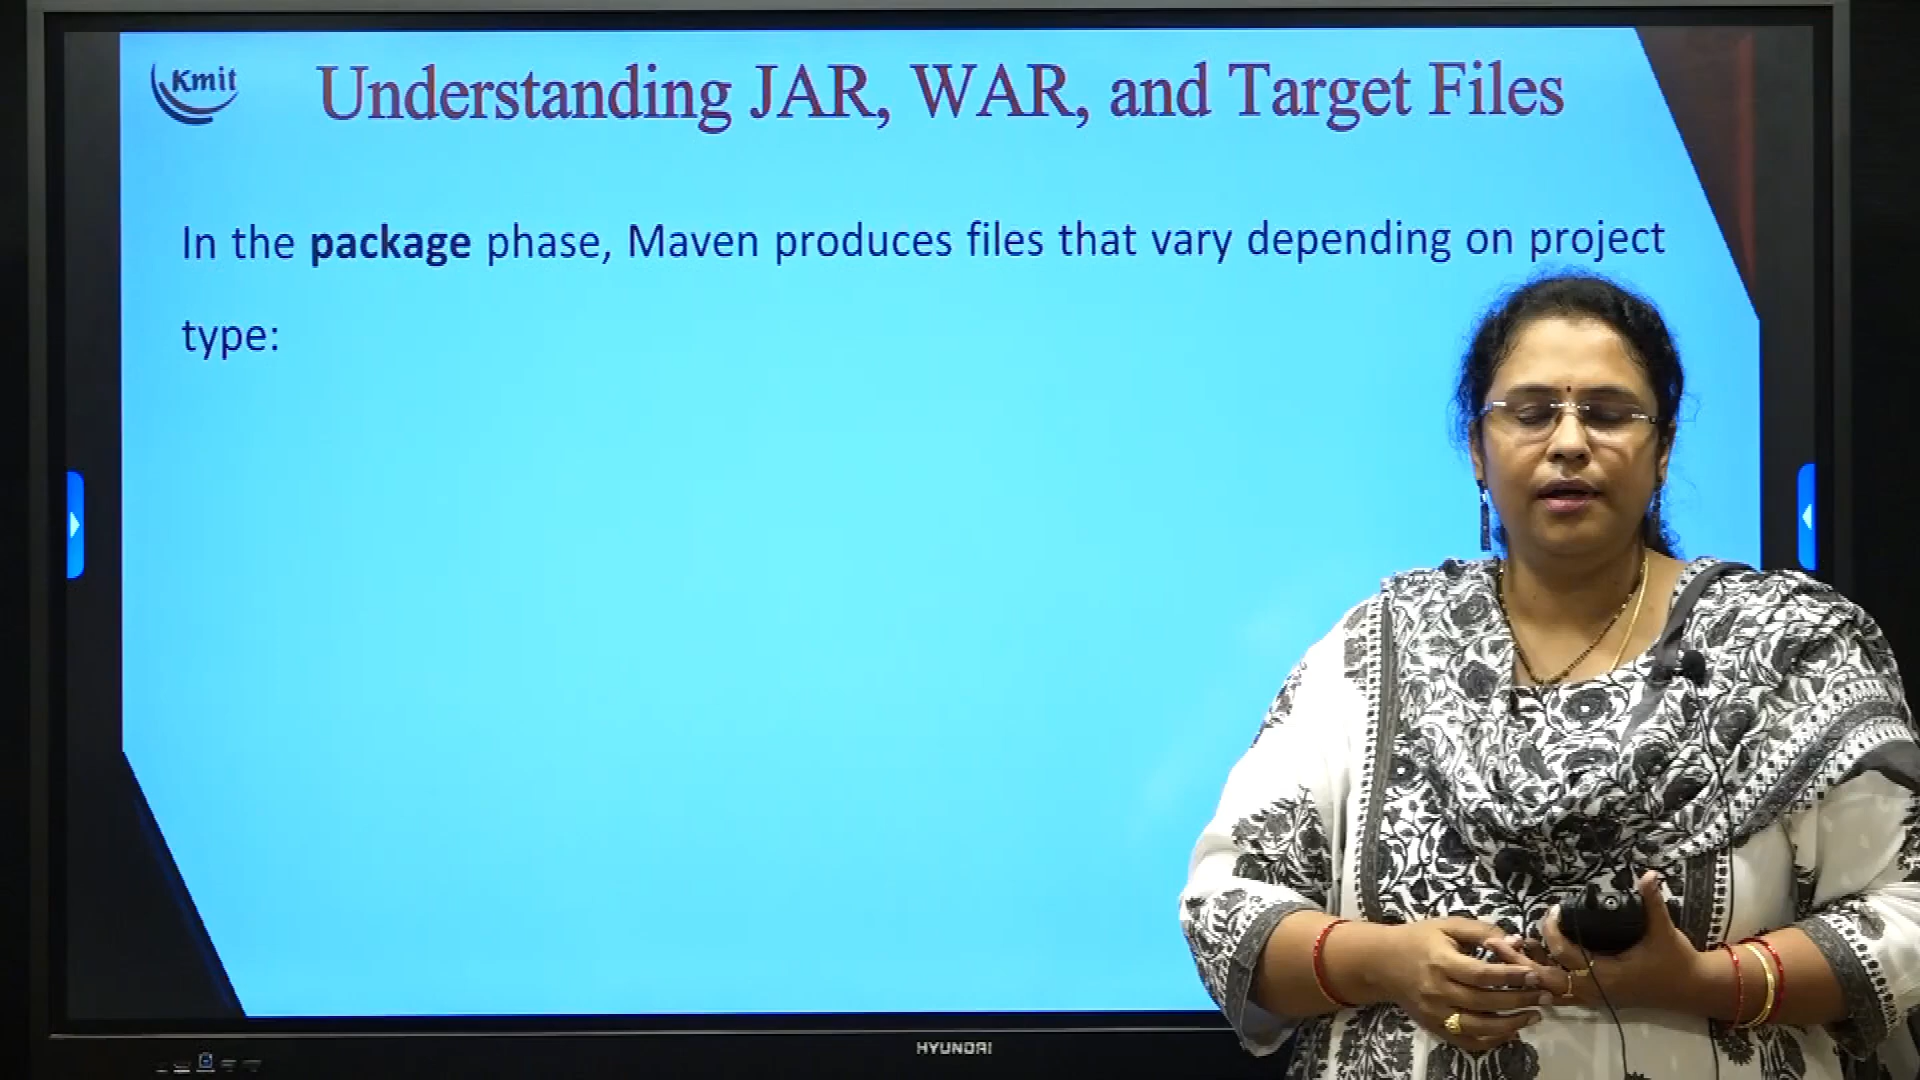 Kmit
Understanding JAR, WAR, and Target Files
In the package phase, Maven produces files that vary depending on project
type:
HYUNDAI